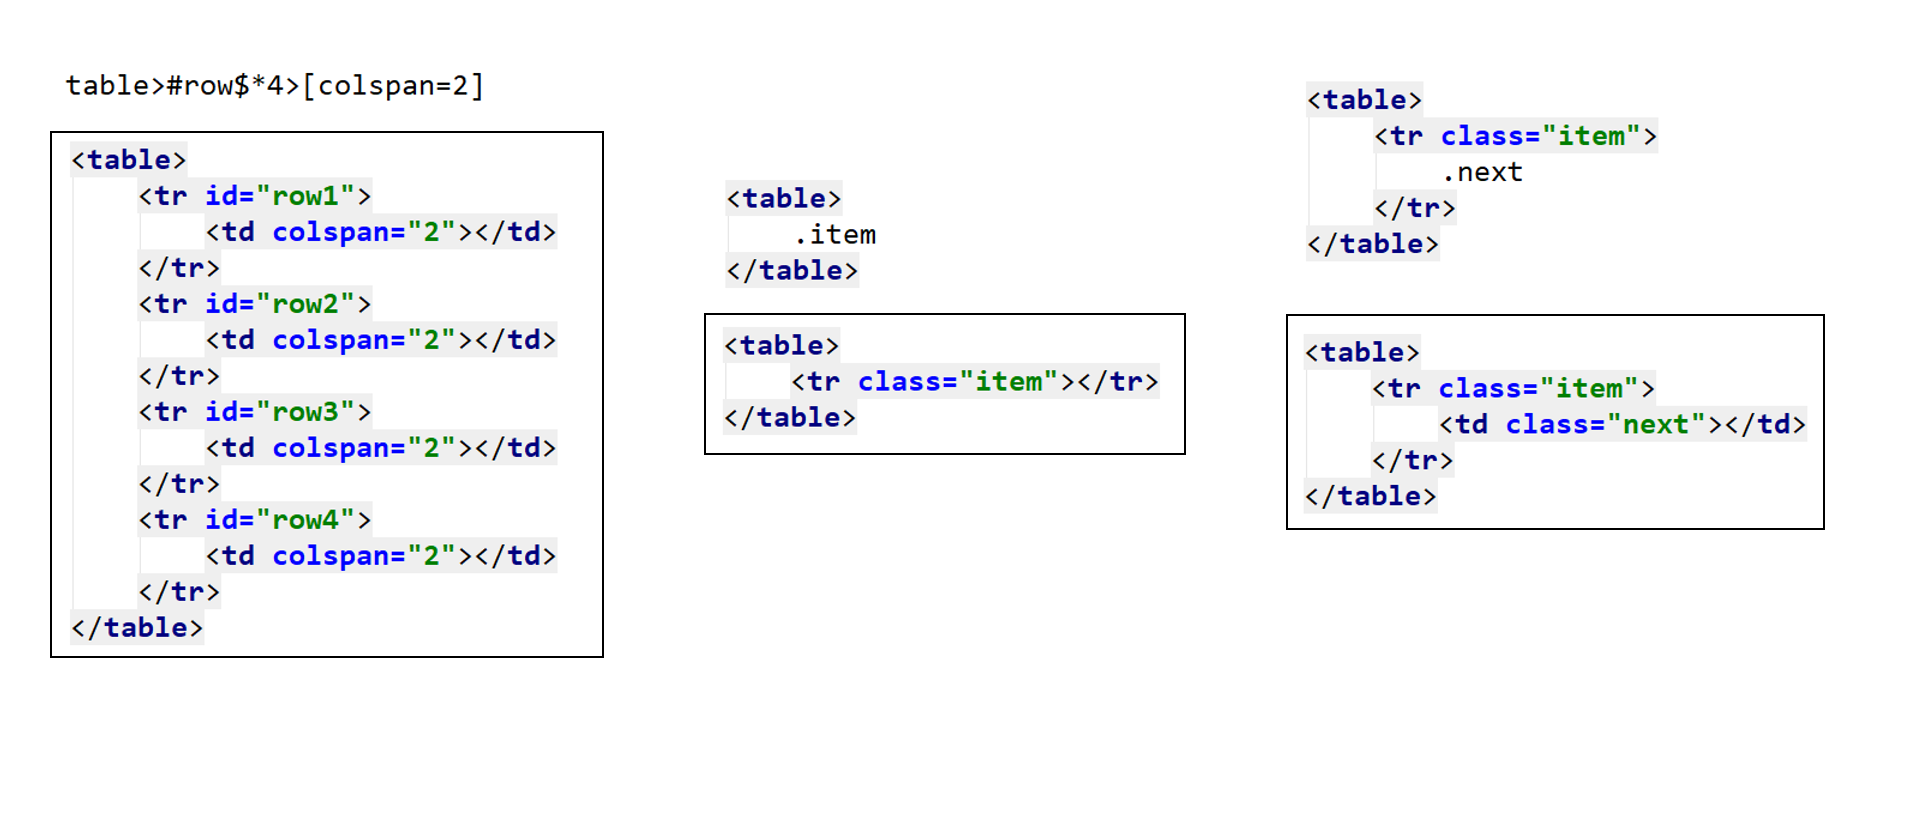 table>#row$*4>[colspan=2]
<table>
<tr id="row1">
<td colspan="2"></td>
</tr>
<tr id="row2">
<td colspan="2"></td>
</tr>
<tr id="row3">
<td colspan="2"></td>
</tr>
<tr id="row4">
<td colspan="2"></td>
</tr>
</table>
<table>
.item
</table>
<table>
<tr class="item"></tr>
</table>
<table>
<tr class="item">
.next
</tr>
</table>
<table>
<tr class="item">
<td class="next"></td>
</tr>
</table>